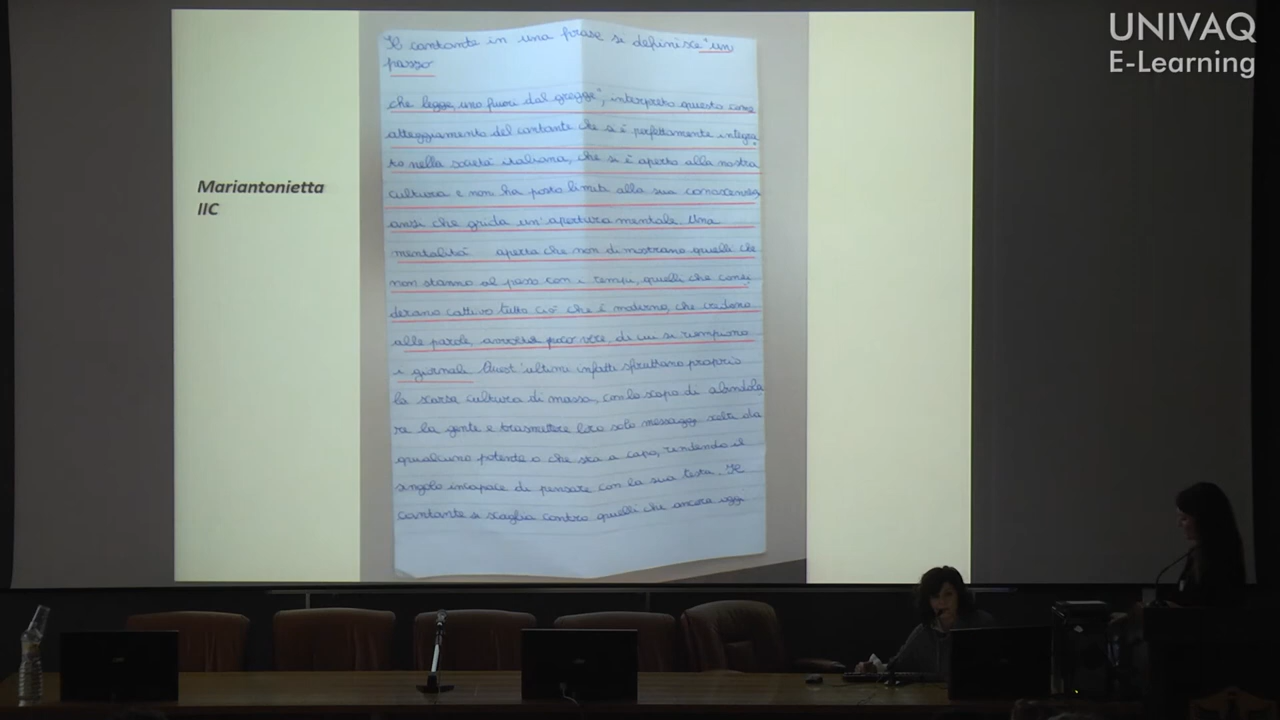 UNIVAQ
E-Learning
Mariantonietta
IIC
Il cantante in una frase si definisce "un
pazzo
che legge, uno fuori dal gregge", interpreto questo come
atteggiamento del cantante che si è perfettamente integra
to nella società italiana, che si è aperto alla nostra
cultura e non ha posto limiti alla sua conoscenza,
anzi che grida un'apertura mentale. Una
mentalità aperta che non dimostrano quelli che
non stanno al passo con i tempi, quelli che consi
derano cattivo tutto ciò che è moderno, che credono
alle parole, poco vere, di cui si riempiono
i giornali. Quest'ultimi infatti sfruttano proprio
la scarsa cultura di massa, con lo scopo di
re la gente e trasmettere loro solo messaggi scelti da
qualcuno potente o che sta a capo, rendendo il
singolo incapace di pensare con la sua testa. Il
cantante si scaglia contro quelli che ancora oggi